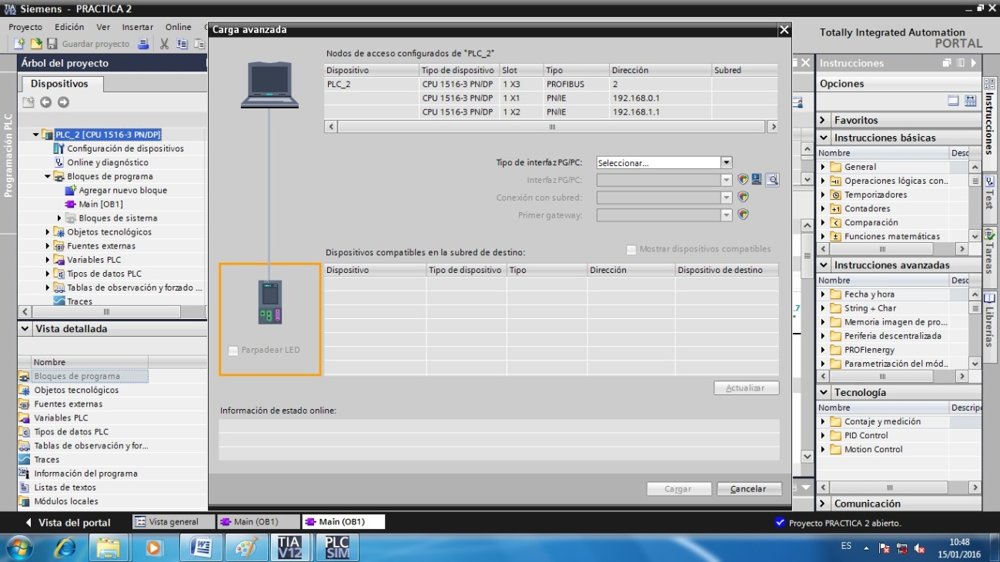 TIA V12 Siemens - PRACTICA 2
Proyecto Edición Ver Insertar Online
Guardar proyecto
Totally Integrated Automation
PORTAL
Programación PLC
Árbol del proyecto
Dispositivos
PLC_2 [CPU 1516-3 PN/DP]
Configuración de dispositivos
Online y diagnóstico
Bloques de programa
Agregar nuevo bloque
Main [OB1]
Bloques de sistema
Objetos tecnológicos
Fuentes externas
Variables PLC
Tipos de datos PLC
Tablas de observación y forzado ...
Traces
Vista detallada
Nombre
Bloques de programa
Objetos tecnológicos
Fuentes externas
Variables PLC
Tipos de datos PLC
Tablas de observación y for...
Traces
Información del programa
Listas de textos
Módulos locales
Carga avanzada
Nodos de acceso configurados de "PLC_2"
Dispositivo Tipo de dispositivo Slot Tipo Dirección Subred
PLC_2 CPU 1516-3 PN/DP 1 X3 PROFIBUS 2
CPU 1516-3 PN/DP 1 X1 PN/IE 192.168.0.1
CPU 1516-3 PN/DP 1 X2 PN/IE 192.168.1.1
Tipo de interfaz PG/PC: Seleccionar...
Interfaz PG/PC:
Conexión con subred:
Primer gateway:
Dispositivos compatibles en la subred de destino: Mostrar dispositivos compatibles
Dispositivo Tipo de dispositivo Tipo Dirección Dispositivo de destino
Parpadear LED
Actualizar
Información de estado online:
Cargar Cancelar
Instrucciones
Opciones
Favoritos
Instrucciones básicas
Nombre Desc
General
Operaciones lógicas con..
Temporizadores
Contadores
Comparación
Funciones matemáticas
Instrucciones avanzadas
Nombre Desc
Fecha y hora
String + Char
Memoria imagen de pro...
Periferia descentralizada
PROFIenergy
Parametrización del mód..
Tecnología
Nombre Descrip
Contaje y medición
PID Control
Motion Control
Comunicación
Instrucciones
Test
Tareas
Librerías
Vista del portal Vista general Main (OB1) Main (OB1) Proyecto PRACTICA 2 abierto.
TIA V12 PLC SIM ES 10:48
15/01/2016